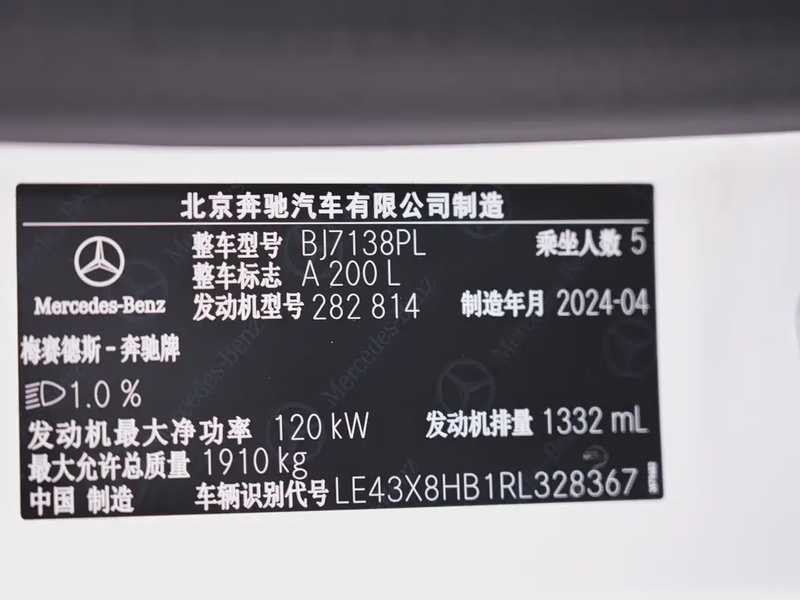 北京奔驰汽车有限公司制造
整车型号 BJ7138PL 乘坐人数 5
整车标志 A 200 L
Mercedes-Benz 发动机型号 282 814 制造年月 2024-04
梅赛德斯-奔驰牌
1.0 %
发动机最大净功率 120 kW 发动机排量 1332 mL
最大允许总质量 1910 kg
中国 制造 车辆识别代号 LE43X8HB1RL328367